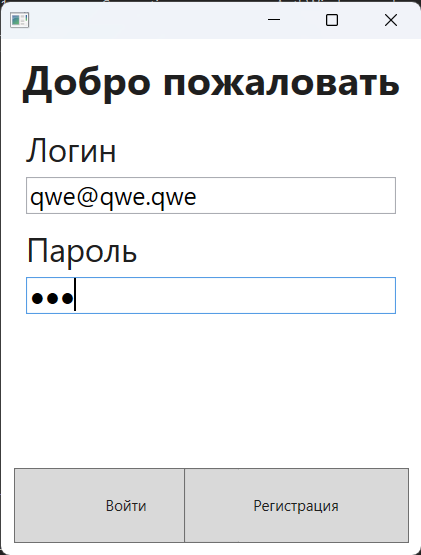 Добро пожаловать
Логин
qwe@qwe.qwe
Пароль
●●●
Войти
Регистрация